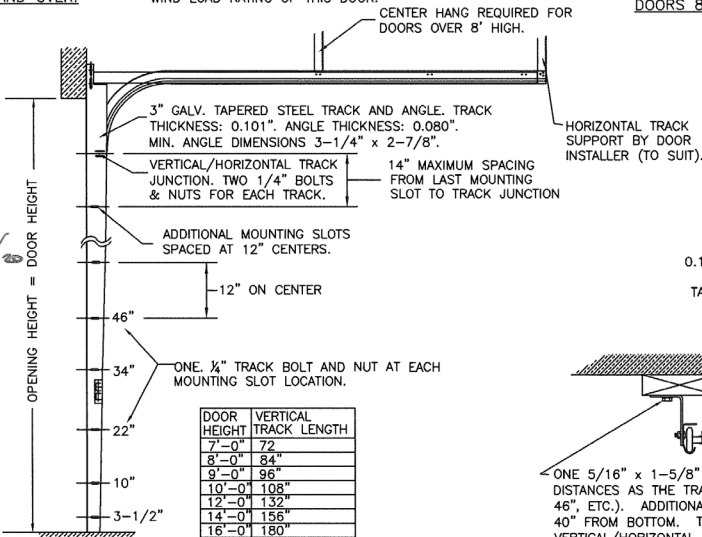 AND OVER.
WIND LOAD RATING OF THIS DOOR.
DOORS 8
CENTER HANG REQUIRED FOR
DOORS OVER 8' HIGH.
3" GALV. TAPERED STEEL TRACK AND ANGLE. TRACK
THICKNESS: 0.101". ANGLE THICKNESS: 0.080".
MIN. ANGLE DIMENSIONS 3-1/4" x 2-7/8".
HORIZONTAL TRACK
SUPPORT BY DOOR
INSTALLER (TO SUIT).
VERTICAL/HORIZONTAL TRACK
JUNCTION. TWO 1/4" BOLTS
& NUTS FOR EACH TRACK.
14" MAXIMUM SPACING
FROM LAST MOUNTING
SLOT TO TRACK JUNCTION
ADDITIONAL MOUNTING SLOTS
SPACED AT 12" CENTERS.
OPENING HEIGHT = DOOR HEIGHT
12" ON CENTER
0.1
TA
46"
34"
ONE. ¼" TRACK BOLT AND NUT AT EACH
MOUNTING SLOT LOCATION.
22"
10"
3-1/2"
DOOR HEIGHT VERTICAL TRACK LENGTH
7'-0" 72
8'-0" 84"
9'-0" 96"
10'-0" 108"
12'-0" 132"
14'-0" 156"
16'-0" 180"
ONE 5/16" x 1-5/8"
DISTANCES AS THE TRA
46", ETC.). ADDITIONA
40" FROM BOTTOM. T
VERTICAL/HORIZONTAL